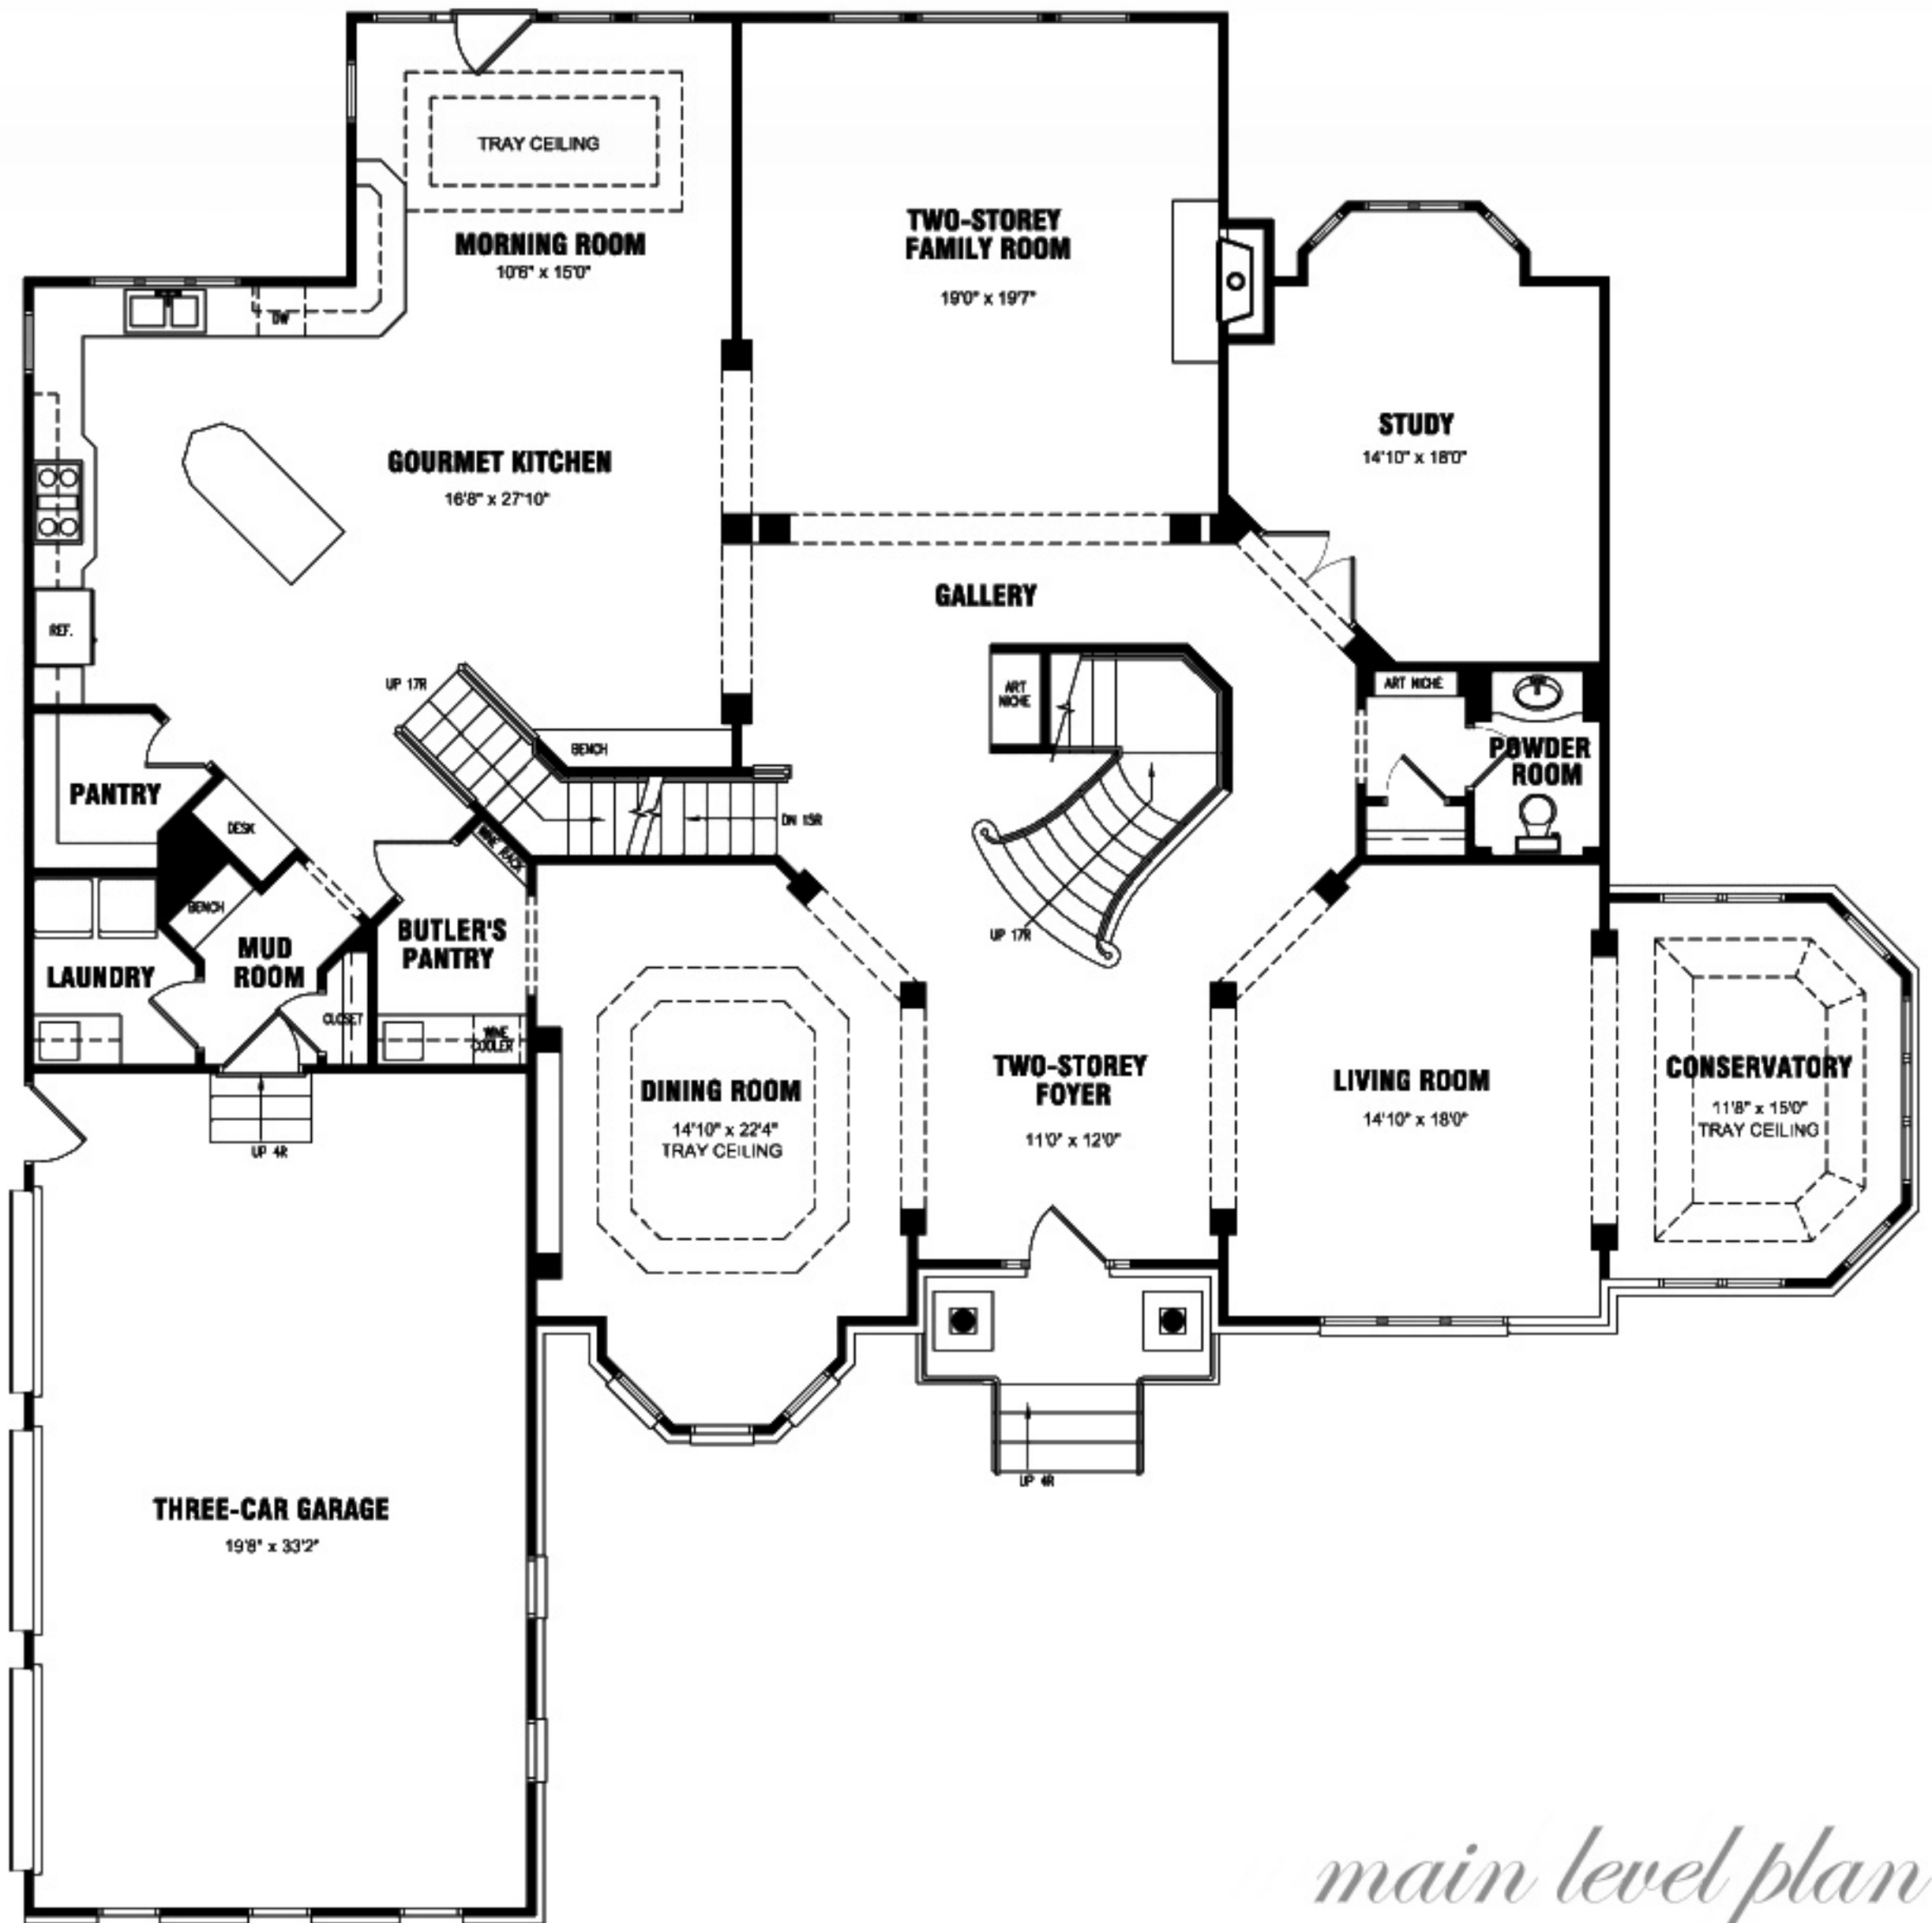 TRAY CEILING
MORNING ROOM
10'6" x 15'0"
TWO-STOREY
FAMILY ROOM
19'0" x 19'7"
DW
STUDY
14'10" x 18'0"
GOURMET KITCHEN
16'8" x 27'10"
GALLERY
REF.
UP 17R
ART
NICHE
ART NICHE
BENCH
POWDER
ROOM
PANTRY
DESK
DN 15R
WINE RACK
BENCH
BUTLER'S
PANTRY
UP 17R
MUD
ROOM
LAUNDRY
CLOSET
WINE
COOLER
DINING ROOM
14'10" x 22'4"
TRAY CEILING
TWO-STOREY
FOYER
11'0" x 12'0"
LIVING ROOM
14'10" x 18'0"
CONSERVATORY
11'8" x 15'0"
TRAY CEILING
UP 4R
UP 4R
THREE-CAR GARAGE
19'8" x 33'2"
main level plan